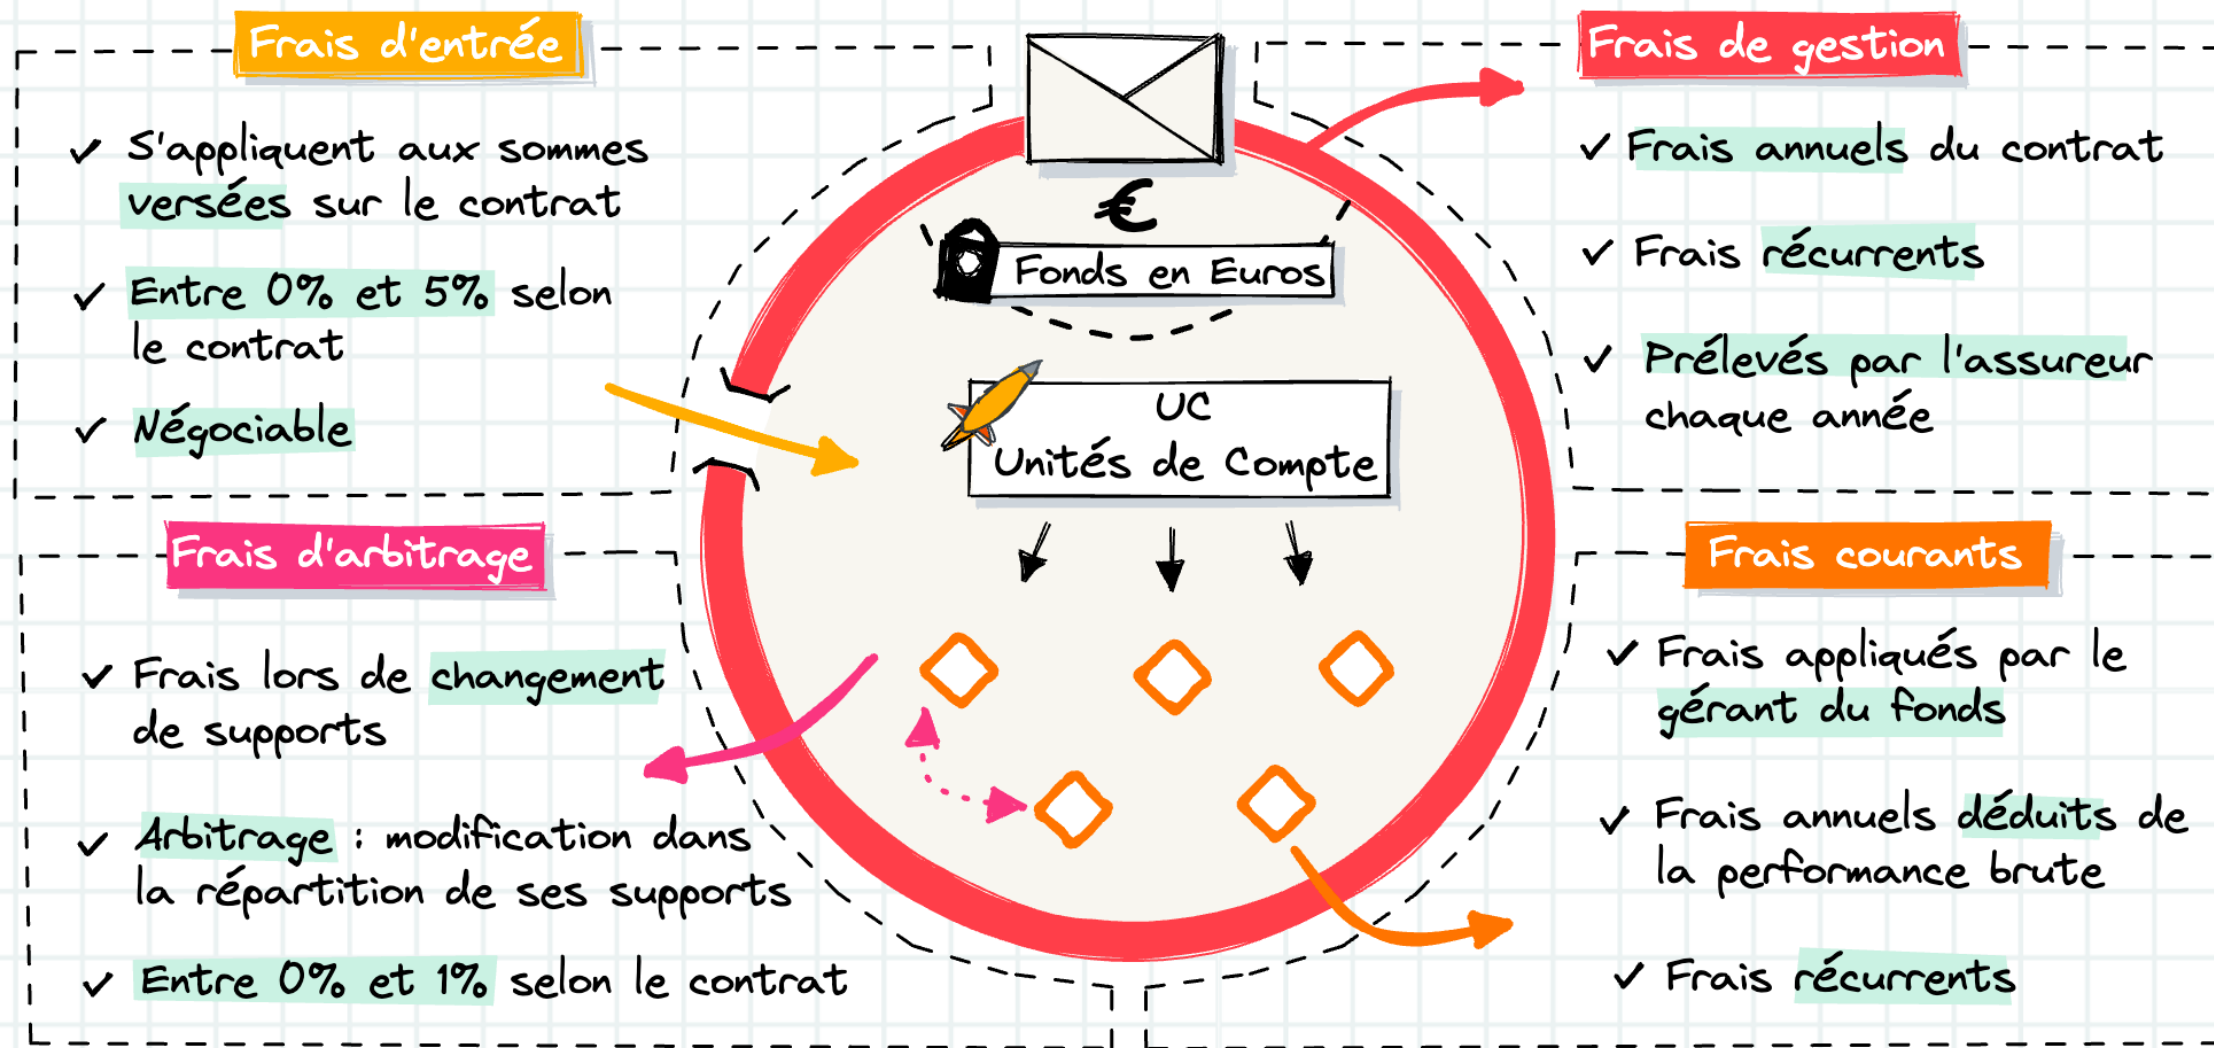 Frais d'entrée
S'appliquent aux sommes
versées sur le contrat
Entre 0% et 5% selon
le contrat
Négociable
Frais de gestion
Frais annuels du contrat
Frais récurrents
Prélevés par l'assureur
chaque année
€
Fonds en Euros
UC
Unités de Compte
Frais d'arbitrage
Frais lors de changement
de supports
Arbitrage : modification dans
la répartition de ses supports
Entre 0% et 1% selon le contrat
Frais courants
Frais appliqués par le
gérant du fonds
Frais annuels déduits de
la performance brute
Frais récurrents